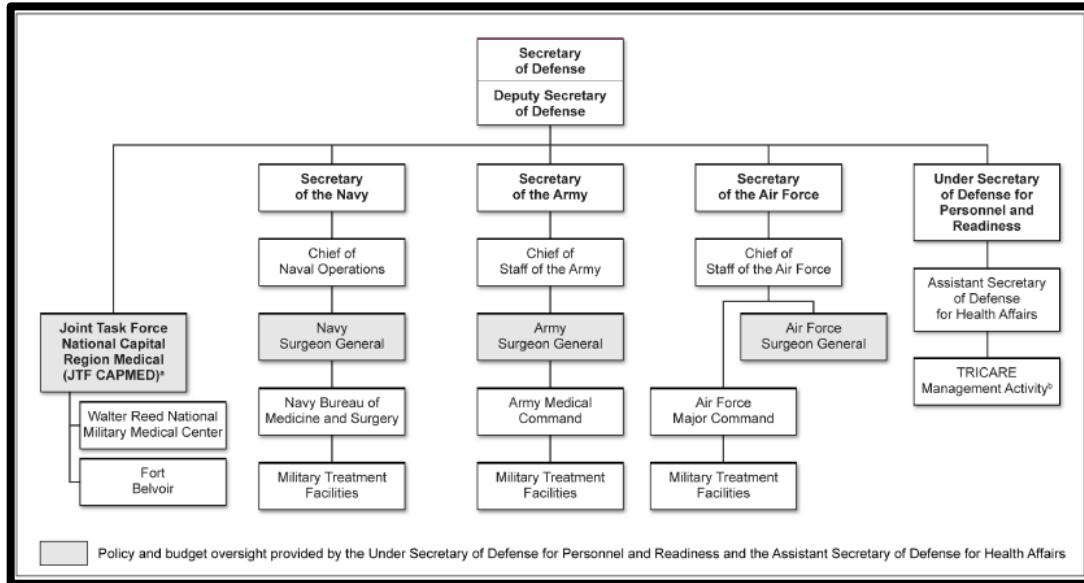 Secretary
of Defense
Deputy Secretary
of Defense
Secretary
of the Navy
Secretary
of the Army
Secretary
of the Air Force
Under Secretary
of Defense for
Personnel and
Readiness
Chief of
Naval Operations
Chief of
Staff of the Army
Chief of
Staff of the Air Force
Assistant Secretary
of Defense
for Health Affairs
Joint Task Force
National Capital
Region Medical
(JTF CAPMED)a
Navy
Surgeon General
Army
Surgeon General
Air Force
Surgeon General
TRICARE
Management Activityb
Walter Reed National
Military Medical Center
Navy Bureau of
Medicine and Surgery
Army Medical
Command
Air Force
Major Command
Fort
Belvoir
Military Treatment
Facilities
Military Treatment
Facilities
Military Treatment
Facilities
Policy and budget oversight provided by the Under Secretary of Defense for Personnel and Readiness and the Assistant Secretary of Defense for Health Affairs